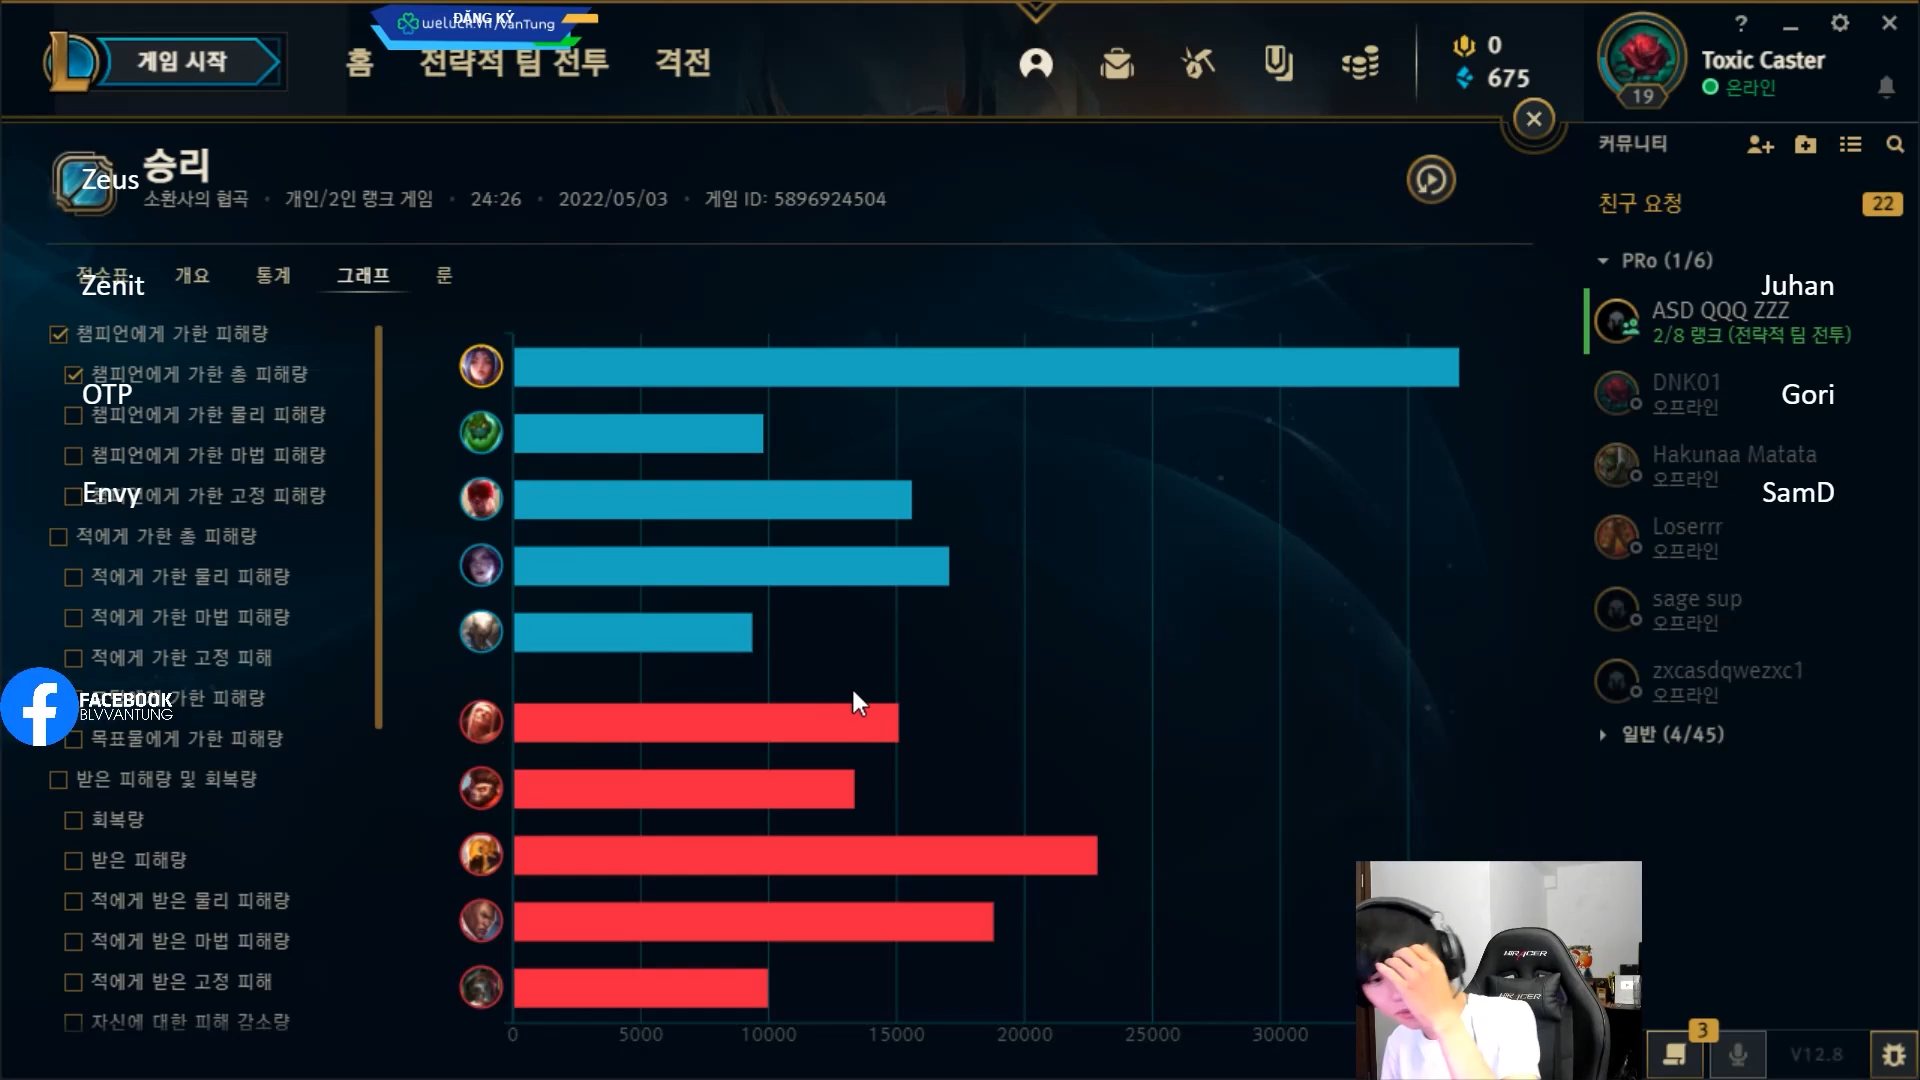 ĐĂNG KÝ
게임 시작
홈
전략적 팀 전투
격전
0
675
Toxic Caster
온라인
19
승리
Zeus
소환사의 협곡 • 개인/2인 랭크 게임 • 24:26 • 2022/05/03 • 게임 ID: 5896924504
커뮤니티
친구 요청
22
Zenit
개요
통계
그래프
룬
PRo (1/6)
Juhan
ASD QQQ ZZZ
2/8 랭크 (전략적 팀 전투)
챔피언에게 가한 피해량
챔피언에게 가한 총 피해량
OTP
챔피언에게 가한 물리 피해량
챔피언에게 가한 마법 피해량
Envy
가한 고정 피해량
적에게 가한 총 피해량
적에게 가한 물리 피해량
적에게 가한 마법 피해량
적에게 가한 고정 피해
가한 피해량
FACEBOOK
BLVVANTUNG
목표물에게 가한 피해량
받은 피해량 및 회복량
회복량
받은 피해량
적에게 받은 물리 피해량
적에게 받은 마법 피해량
적에게 받은 고정 피해
자신에 대한 피해 감소량
0
5000
10000
15000
20000
25000
30000
DNK01
오프라인
Gori
Hakunaa Matata
오프라인
SamD
Loserrr
오프라인
sage sup
오프라인
zxcasdqwezxc1
오프라인
일반 (4/45)
HIRACER
HIRACER
3
V12.8